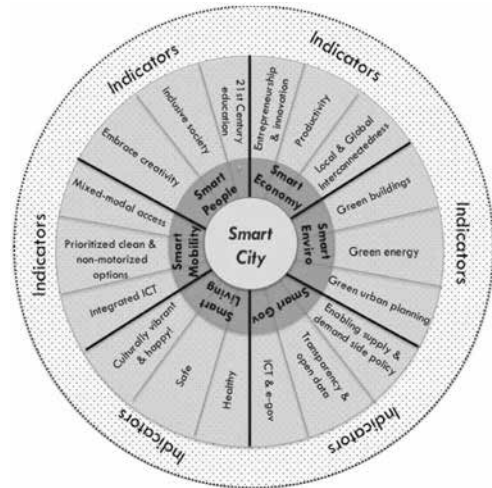 Smart
City
Smart
Economy
Entrepreneurship
& innovation
Productivity
Local & Global
Interconnectedness
Indicators
Smart
Enviro
Green buildings
Green energy
Green urban planning
Indicators
Smart Gov
Enabling supply &
demand side policy
Transparency &
open data
ICT & e-gov
Indicators
Smart
Living
Healthy
Safe
Culturally vibrant
& happy!
Indicators
Smart
Mobility
Integrated ICT
Prioritized clean &
non-motorized
options
Mixed-modal access
Indicators
Smart
People
Embrace creativity
Inclusive society
21st Century
education
Indicators